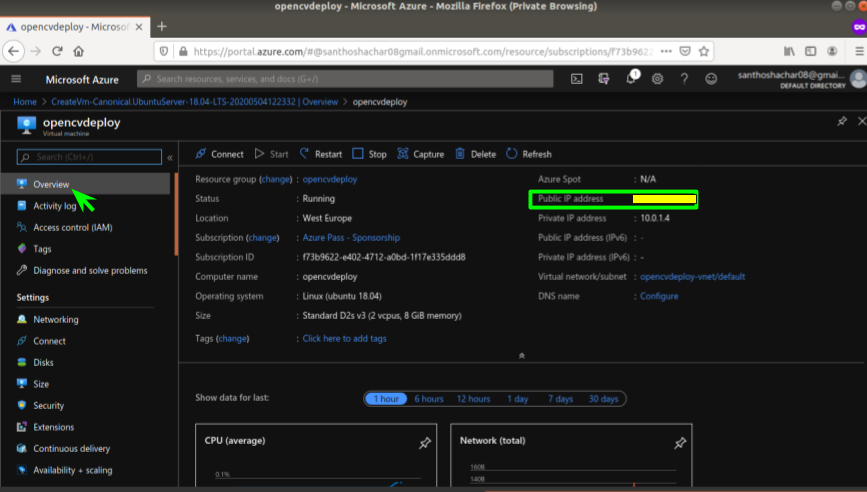 opencvdeploy - Microsoft Azure - Mozilla Firefox (Private Browsing)
opencvdeploy - Microsof
https://portal.azure.com/#@santhoshachar08gmail.onmicrosoft.com/resource/subscriptions/f73b9622
Microsoft Azure
Search resources, services, and docs (G+/)
1
santhoshachar08@gmai...
DEFAULT DIRECTORY
Home > CreateVm-Canonical.UbuntuServer-18.04-LTS-20200504122332 | Overview > opencvdeploy
opencvdeploy
Virtual machine
Search (Ctrl+/)
«
Overview
Activity log
Access control (IAM)
Tags
Diagnose and solve problems
Settings
Networking
Connect
Disks
Size
Security
Extensions
Continuous delivery
Availability + scaling
Connect Start Restart Stop Capture Delete Refresh
Resource group (change) : opencvdeploy
Status : Running
Location : West Europe
Subscription (change) : Azure Pass - Sponsorship
Subscription ID : f73b9622-e402-4712-a0bd-1f17e335ddd8
Computer name : opencvdeploy
Operating system : Linux (ubuntu 18.04)
Size : Standard D2s v3 (2 vcpus, 8 GiB memory)
Tags (change) : Click here to add tags
Azure Spot : N/A
Public IP address
Private IP address : 10.0.1.4
Public IP address (IPv6) : -
Private IP address (IPv6) : -
Virtual network/subnet : opencvdeploy-vnet/default
DNS name : Configure
Show data for last:
1 hour 6 hours 12 hours 1 day 7 days 30 days
CPU (average)
0.1%
Network (total)
160B
140B